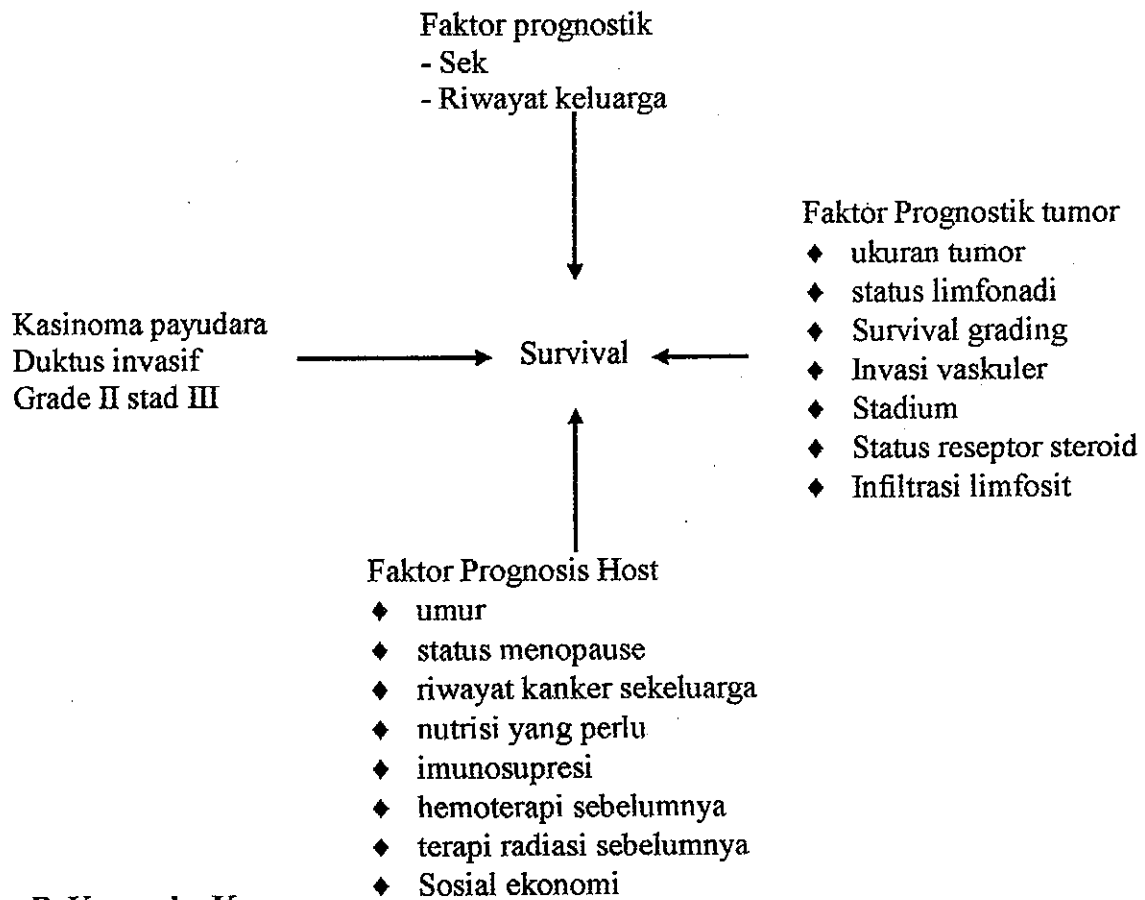 Faktor prognostik
- Sek
- Riwayat keluarga
Kasinoma payudara
Duktus invasif
Grade II stad III
Survival
Faktor Prognostik tumor
♦ ukuran tumor
♦ status limfonadi
♦ Survival grading
♦ Invasi vaskuler
♦ Stadium
♦ Status reseptor steroid
♦ Infiltrasi limfosit
Faktor Prognosis Host
♦ umur
♦ status menopause
♦ riwayat kanker sekeluarga
♦ nutrisi yang perlu
♦ imunosupresi
♦ hemoterapi sebelumnya
♦ terapi radiasi sebelumnya
♦ Sosial ekonomi